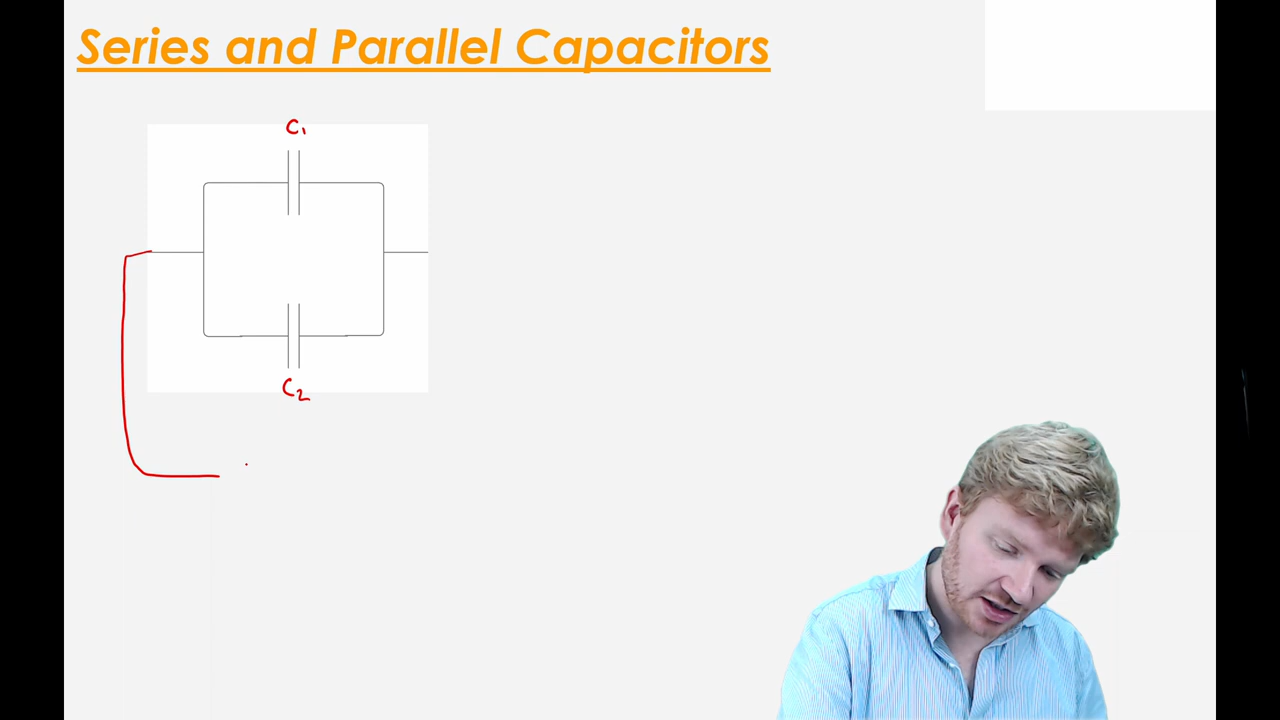 Series and Parallel Capacitors
C₁
C₂